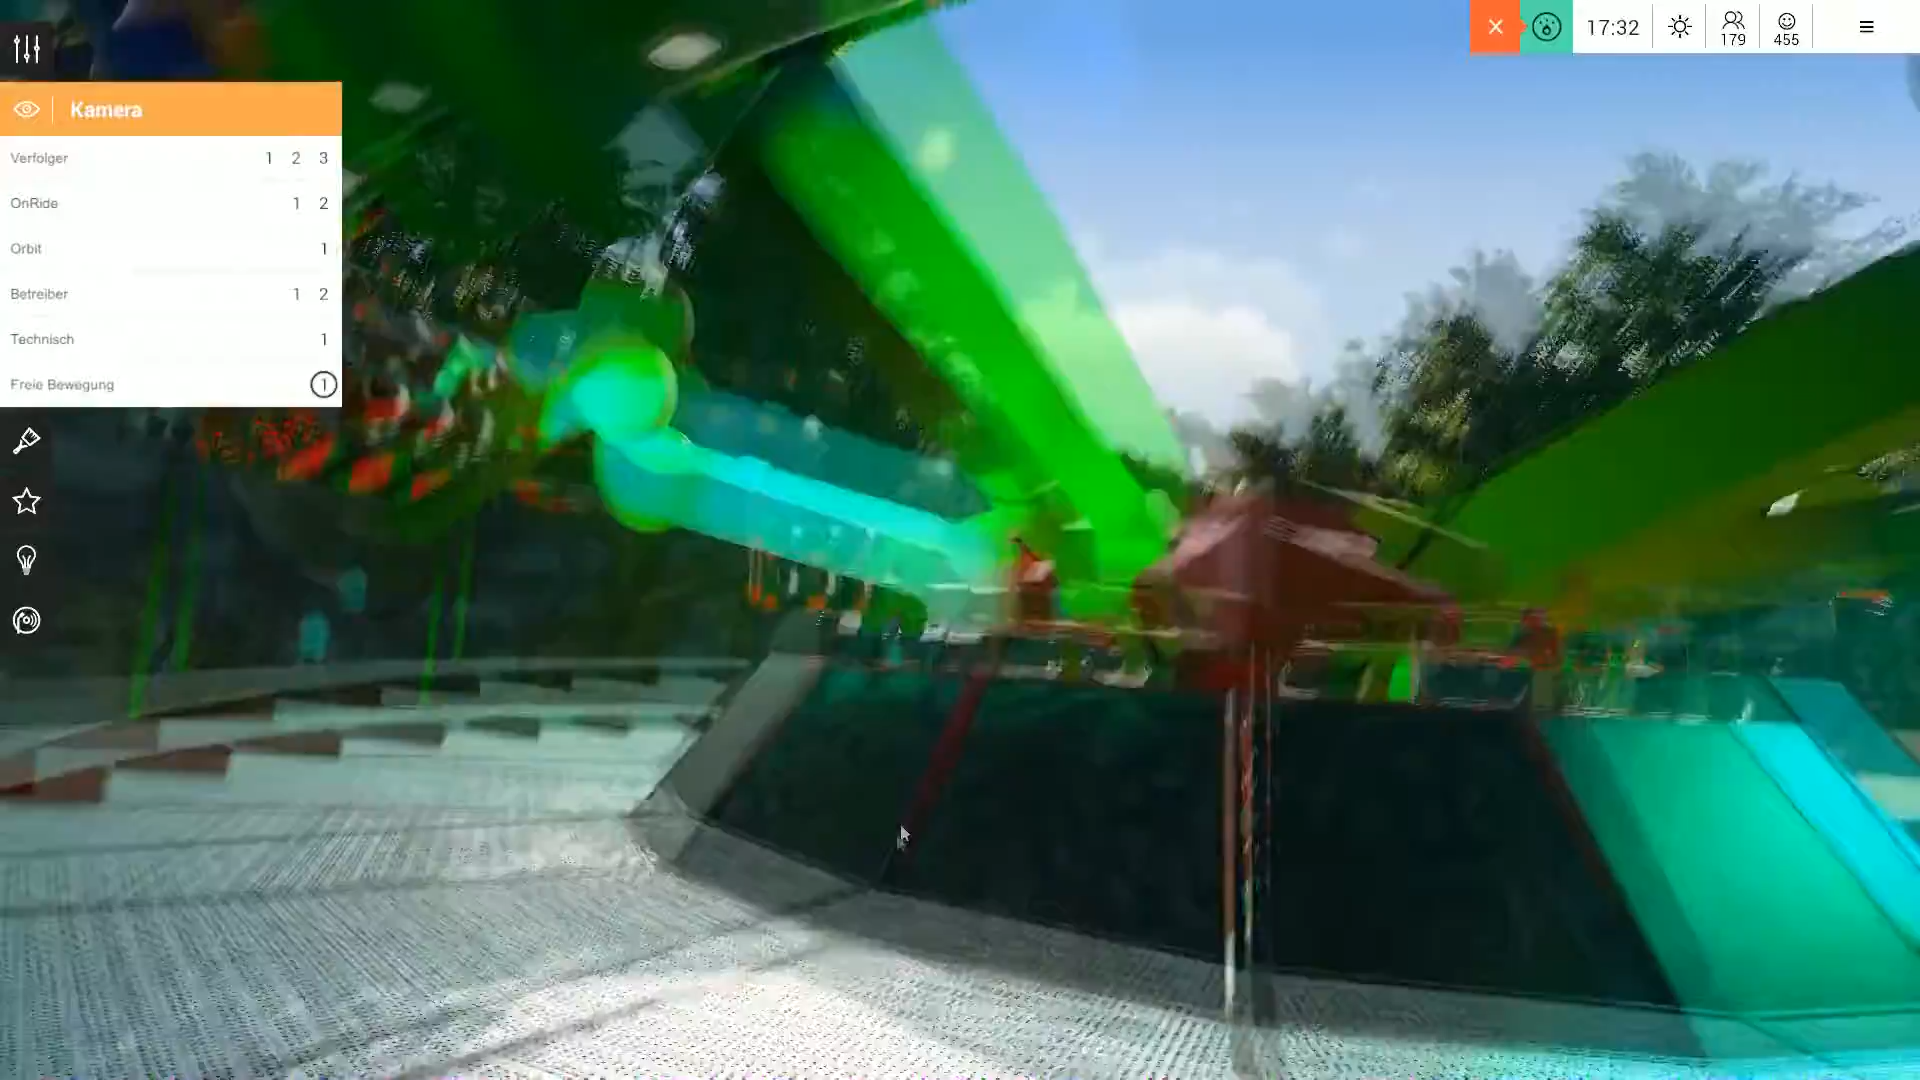 17:32
179
455
Kamera
Verfolger 1 2 3
OnRide 1 2
Orbit 1
Betreiber 1 2
Technisch 1
Freie Bewegung 1